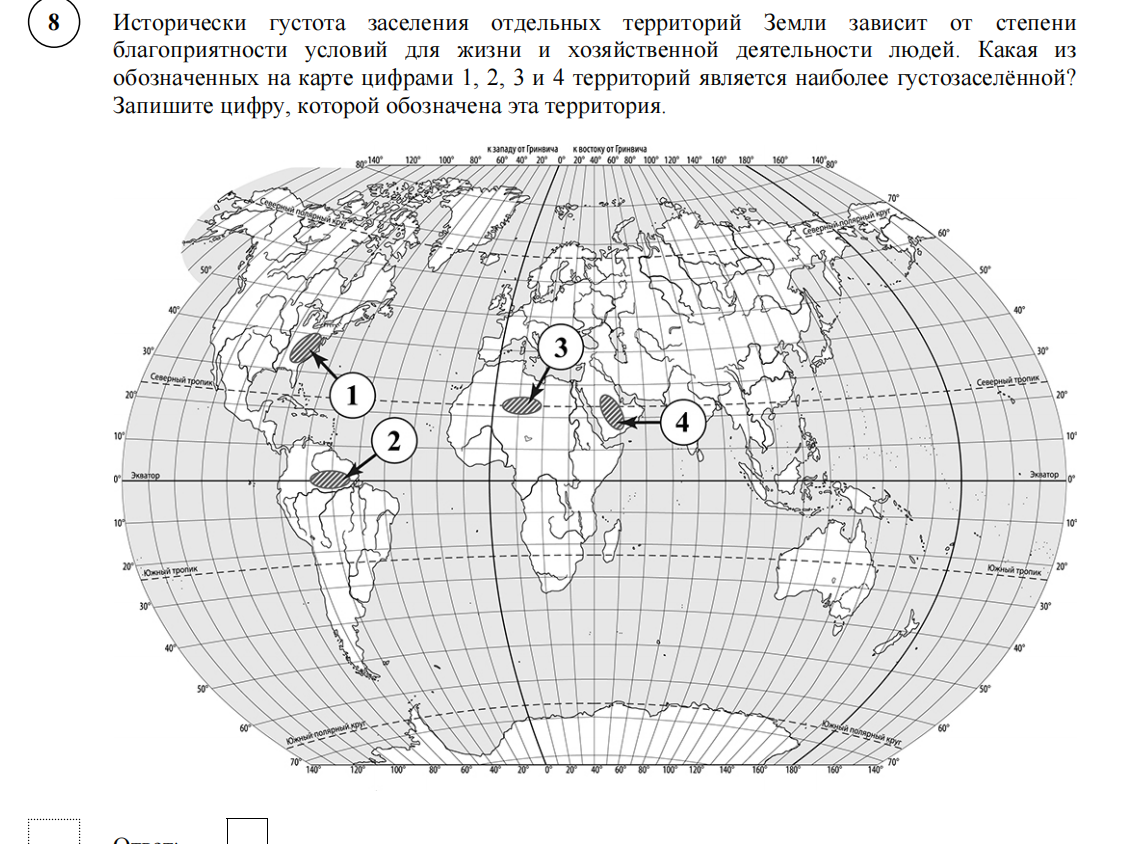 8
Исторически густота заселения отдельных территорий Земли зависит от степени
благоприятности условий для жизни и хозяйственной деятельности людей. Какая из
обозначенных на карте цифрами 1, 2, 3 и 4 территорий является наиболее густозаселённой?
Запишите цифру, которой обозначена эта территория.
к западу от Гринвича к востоку от Гринвича
80° 140° 120° 100° 80° 60° 40° 20° 0° 20° 40° 60° 80° 100° 120° 140° 160° 180° 160° 140° 80°
70°
Северный полярный круг Северный полярный круг
60°
50° 50°
40° 40°
3
30° 30°
Северный тропик Северный тропик
1
20° 20°
4
2
10° 10°
0° Экватор Экватор 0°
10° 10°
20° Южный тропик Южный тропик 20°
30° 30°
40° 40°
50° 50°
60° 60°
Южный полярный круг Южный полярный круг
70° 70°
140° 120° 100° 80° 60° 40° 20° 0° 20° 40° 60° 80° 100° 120° 140° 160° 180° 160° 140°
Ответ: